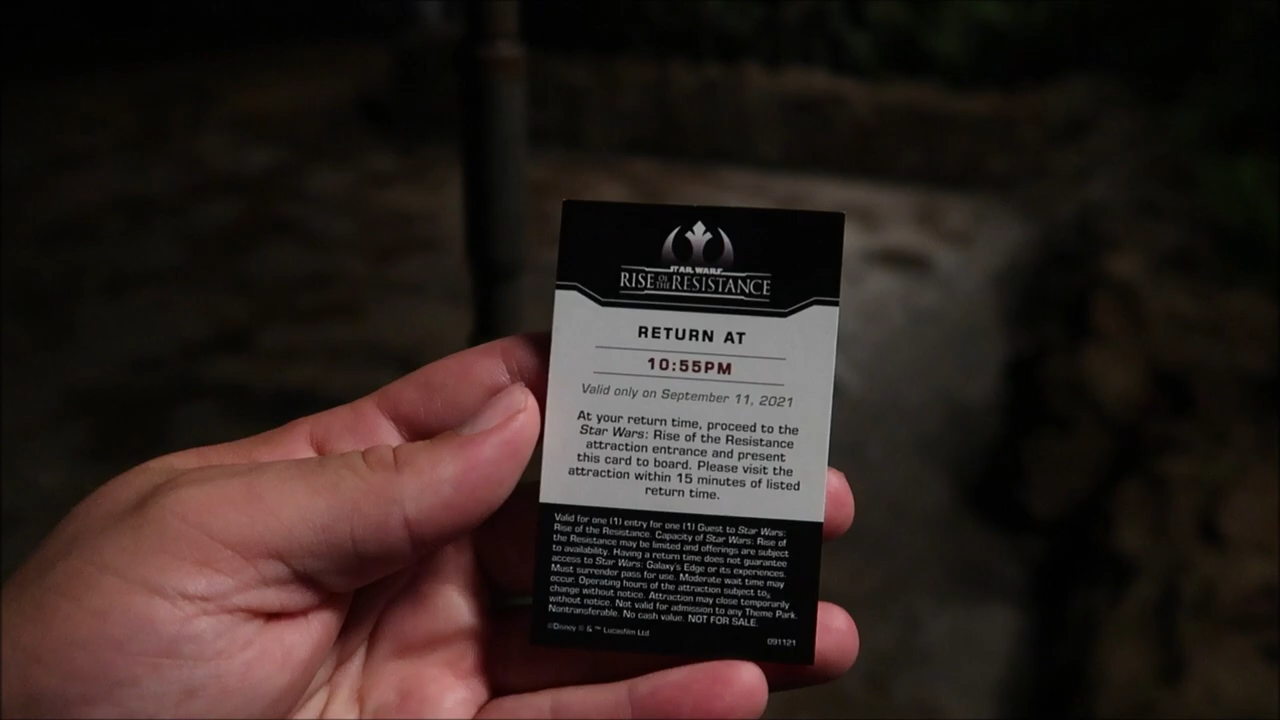 STAR WARS
RISE OF THE RESISTANCE
RETURN AT
10:55PM
Valid only on September 11, 2021
At your return time, proceed to the
Star Wars: Rise of the Resistance
attraction entrance and present
this card to board. Please visit the
attraction within 15 minutes of listed
return time.
Valid for one (1) entry for one (1) Guest to Star Wars:
Rise of the Resistance. Capacity of Star Wars: Rise of
the Resistance may be limited and offerings are subject
to availability. Having a return time does not guarantee
access to Star Wars: Galaxy's Edge or its experiences.
Must surrender pass for use. Moderate wait time may
occur. Operating hours of the attraction subject to
change without notice. Attraction may close temporarily
without notice. Not valid for admission to any Theme Park.
Nontransferable. No cash value. NOT FOR SALE.
©Disney © & ™ Lucasfilm Ltd
091121